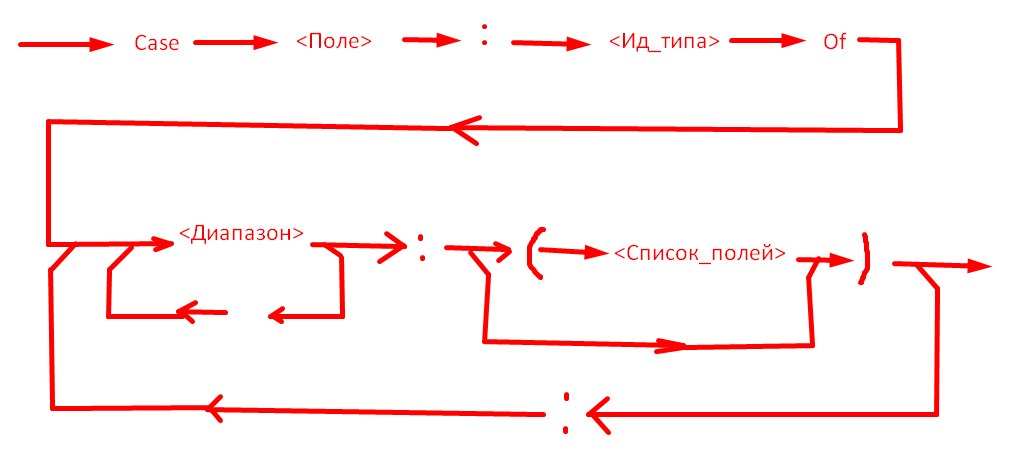 Case <Поле> : <Ид_типа> Of
<Диапазон> : ( <Список_полей> )
: